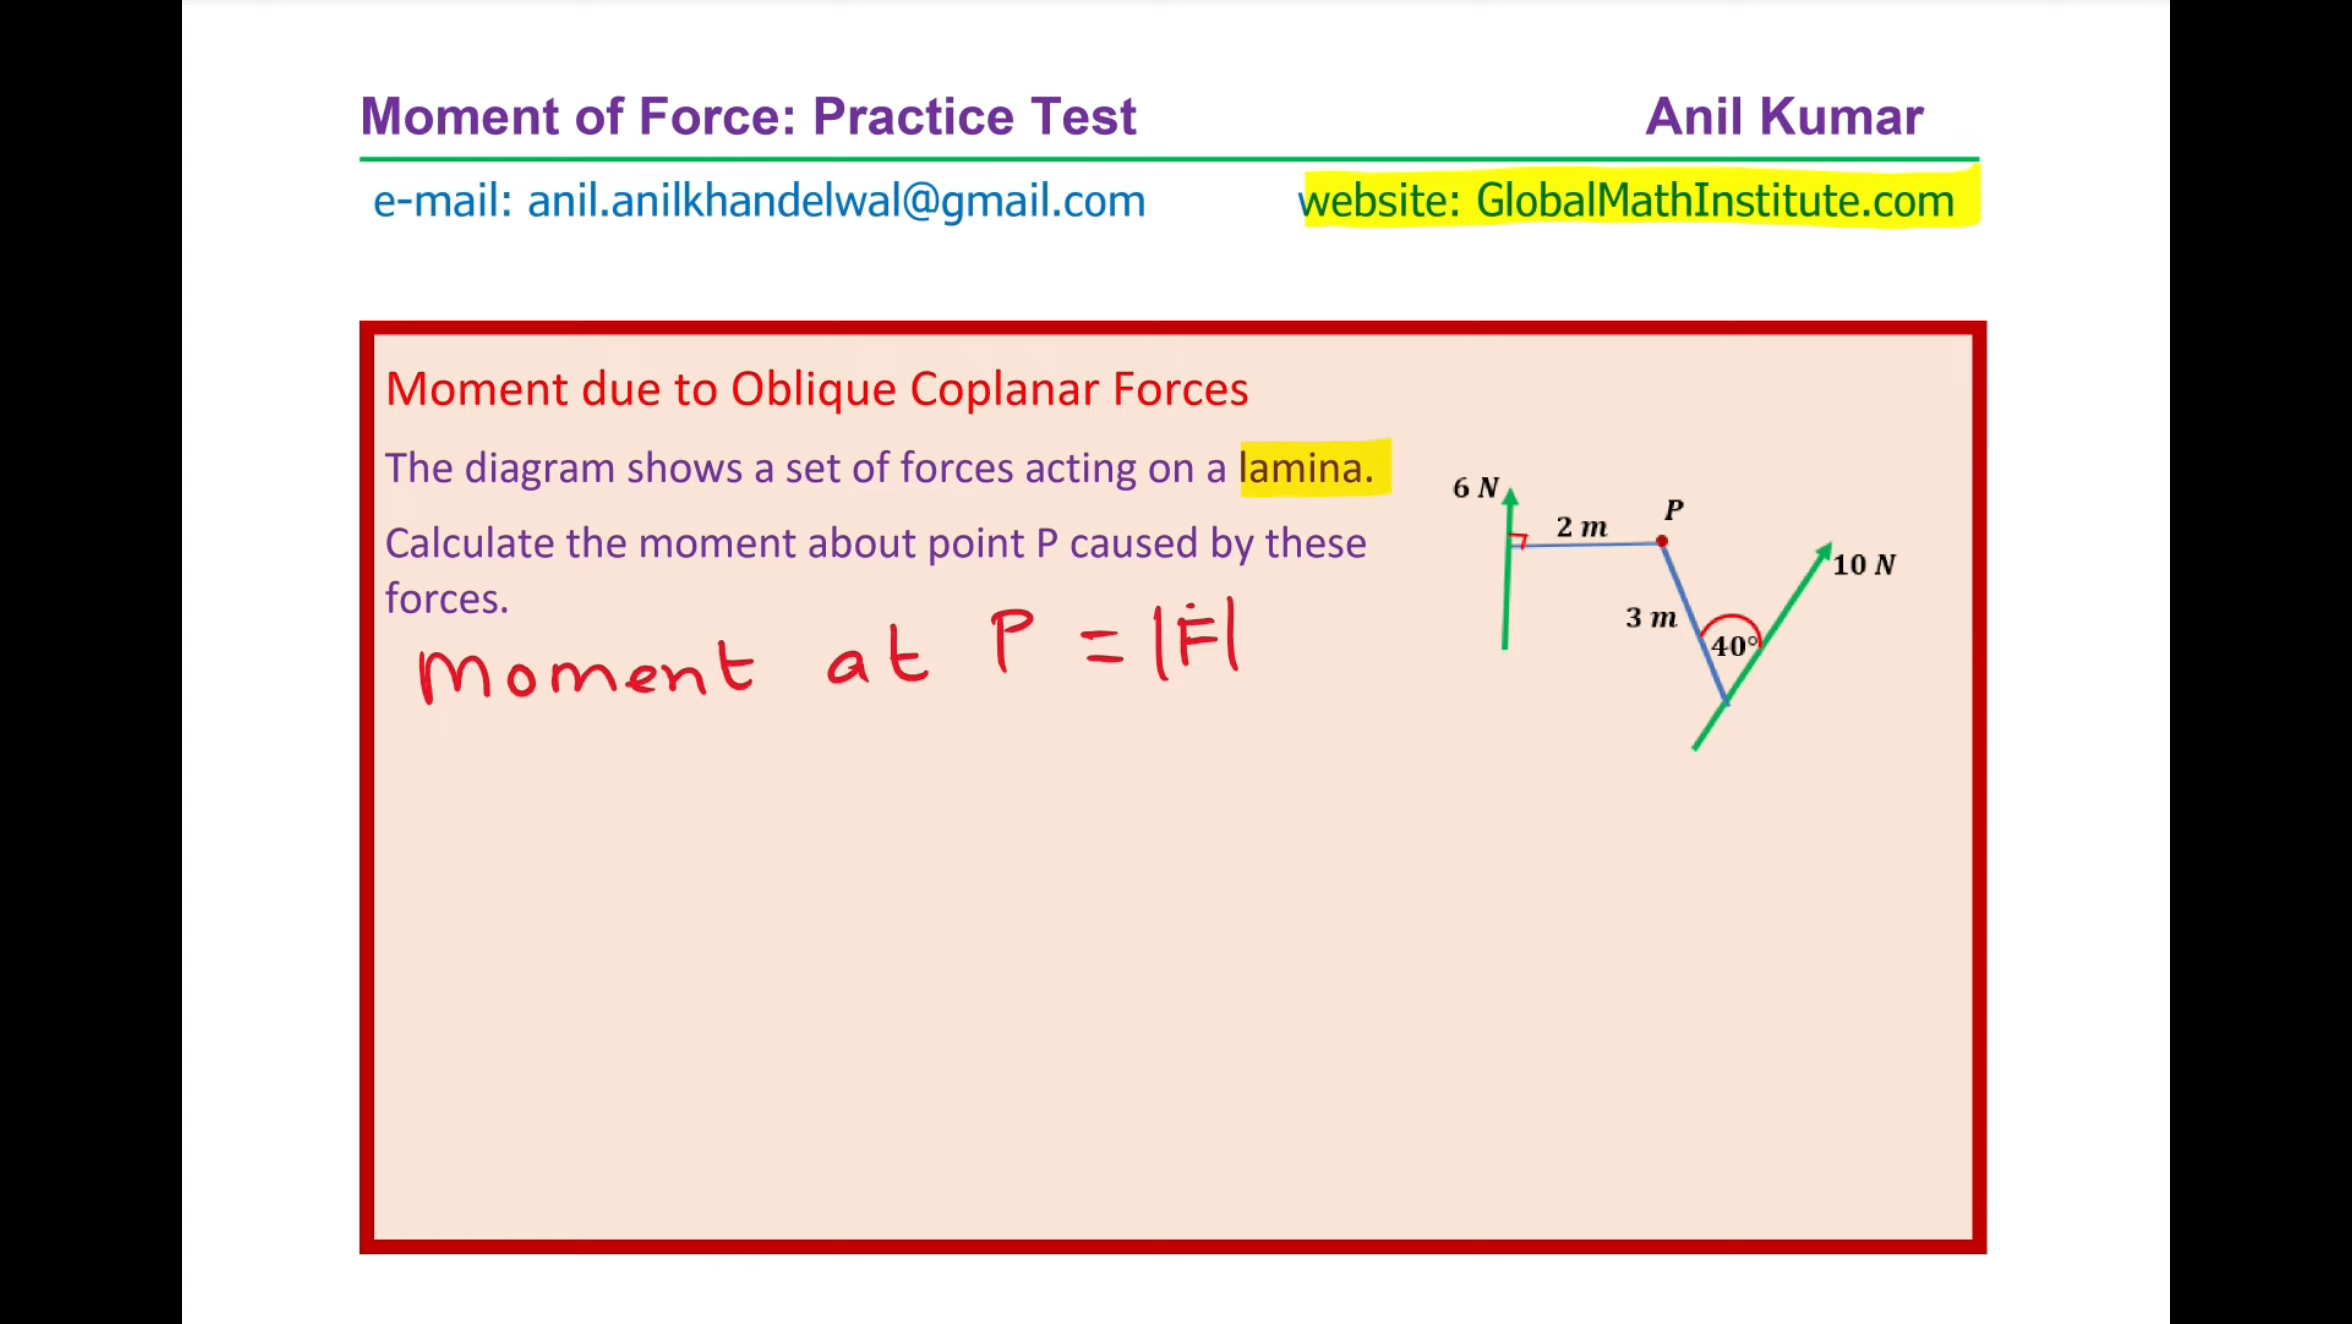 Moment of Force: Practice Test Anil Kumar
e-mail: anil.anilkhandelwal@gmail.com website: GlobalMathInstitute.com
Moment due to Oblique Coplanar Forces
The diagram shows a set of forces acting on a lamina.
Calculate the moment about point P caused by these
forces.
Moment at P = |F|
6 N
2 m
P
10 N
3 m
40°